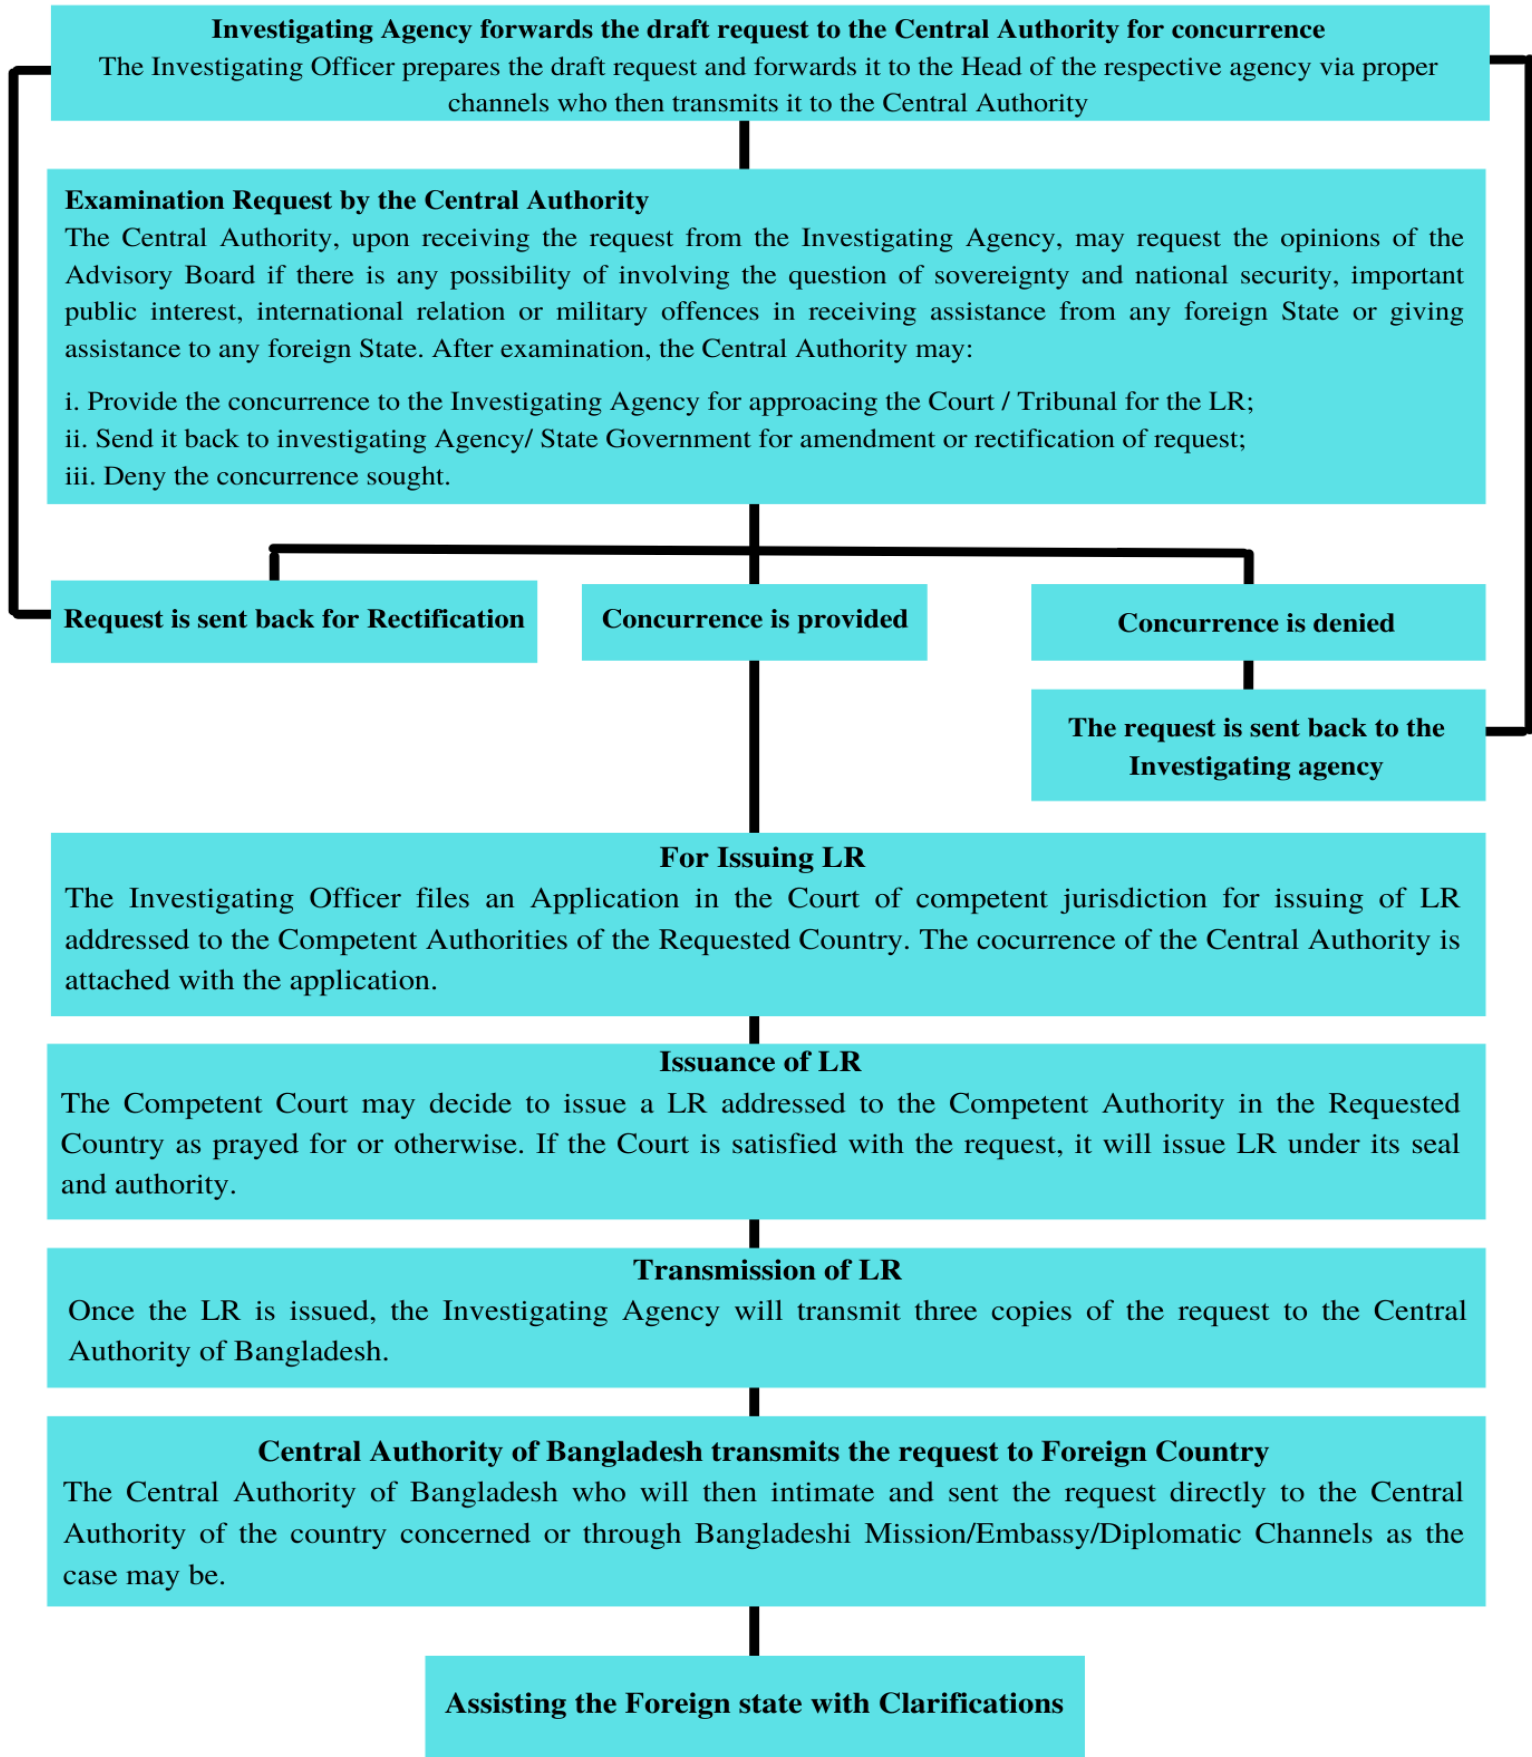 Investigating Agency forwards the draft request to the Central Authority for concurrence
The Investigating Officer prepares the draft request and forwards it to the Head of the respective agency via proper
channels who then transmits it to the Central Authority
Examination Request by the Central Authority
The Central Authority, upon receiving the request from the Investigating Agency, may request the opinions of the
Advisory Board if there is any possibility of involving the question of sovereignty and national security, important
public interest, international relation or military offences in receiving assistance from any foreign State or giving
assistance to any foreign State. After examination, the Central Authority may:
i. Provide the concurrence to the Investigating Agency for approacing the Court / Tribunal for the LR;
ii. Send it back to investigating Agency/ State Government for amendment or rectification of request;
iii. Deny the concurrence sought.
Request is sent back for Rectification
Concurrence is provided
Concurrence is denied
The request is sent back to the
Investigating agency
For Issuing LR
The Investigating Officer files an Application in the Court of competent jurisdiction for issuing of LR
addressed to the Competent Authorities of the Requested Country. The cocurrence of the Central Authority is
attached with the application.
Issuance of LR
The Competent Court may decide to issue a LR addressed to the Competent Authority in the Requested
Country as prayed for or otherwise. If the Court is satisfied with the request, it will issue LR under its seal
and authority.
Transmission of LR
Once the LR is issued, the Investigating Agency will transmit three copies of the request to the Central
Authority of Bangladesh.
Central Authority of Bangladesh transmits the request to Foreign Country
The Central Authority of Bangladesh who will then intimate and sent the request directly to the Central
Authority of the country concerned or through Bangladeshi Mission/Embassy/Diplomatic Channels as the
case may be.
Assisting the Foreign state with Clarifications